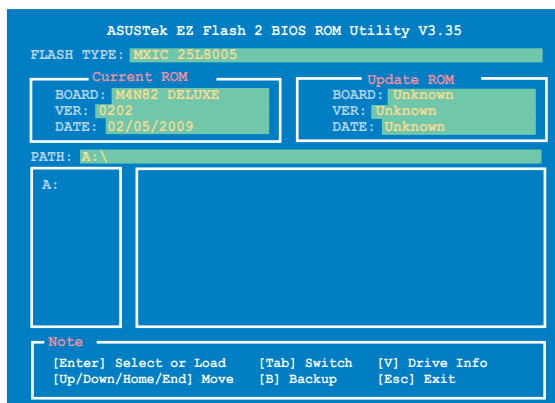 ASUSTek EZ Flash 2 BIOS ROM Utility V3.35
FLASH TYPE: MXIC 25L8005
Current ROM
BOARD: M4N82 DELUXE
VER: 0202
DATE: 02/05/2009
Update ROM
BOARD: Unknown
VER: Unknown
DATE: Unknown
PATH: A:\
A:
Note
[Enter] Select or Load [Tab] Switch [V] Drive Info
[Up/Down/Home/End] Move [B] Backup [Esc] Exit